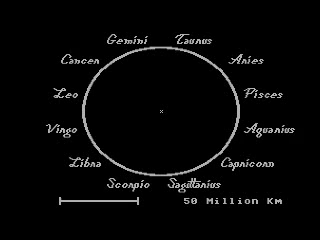 Gemini Taurus
Cancer Aries
Leo Pisces
Virgo Aquarius
Libra Capricorn
Scorpio Sagittarius
50 Million Km